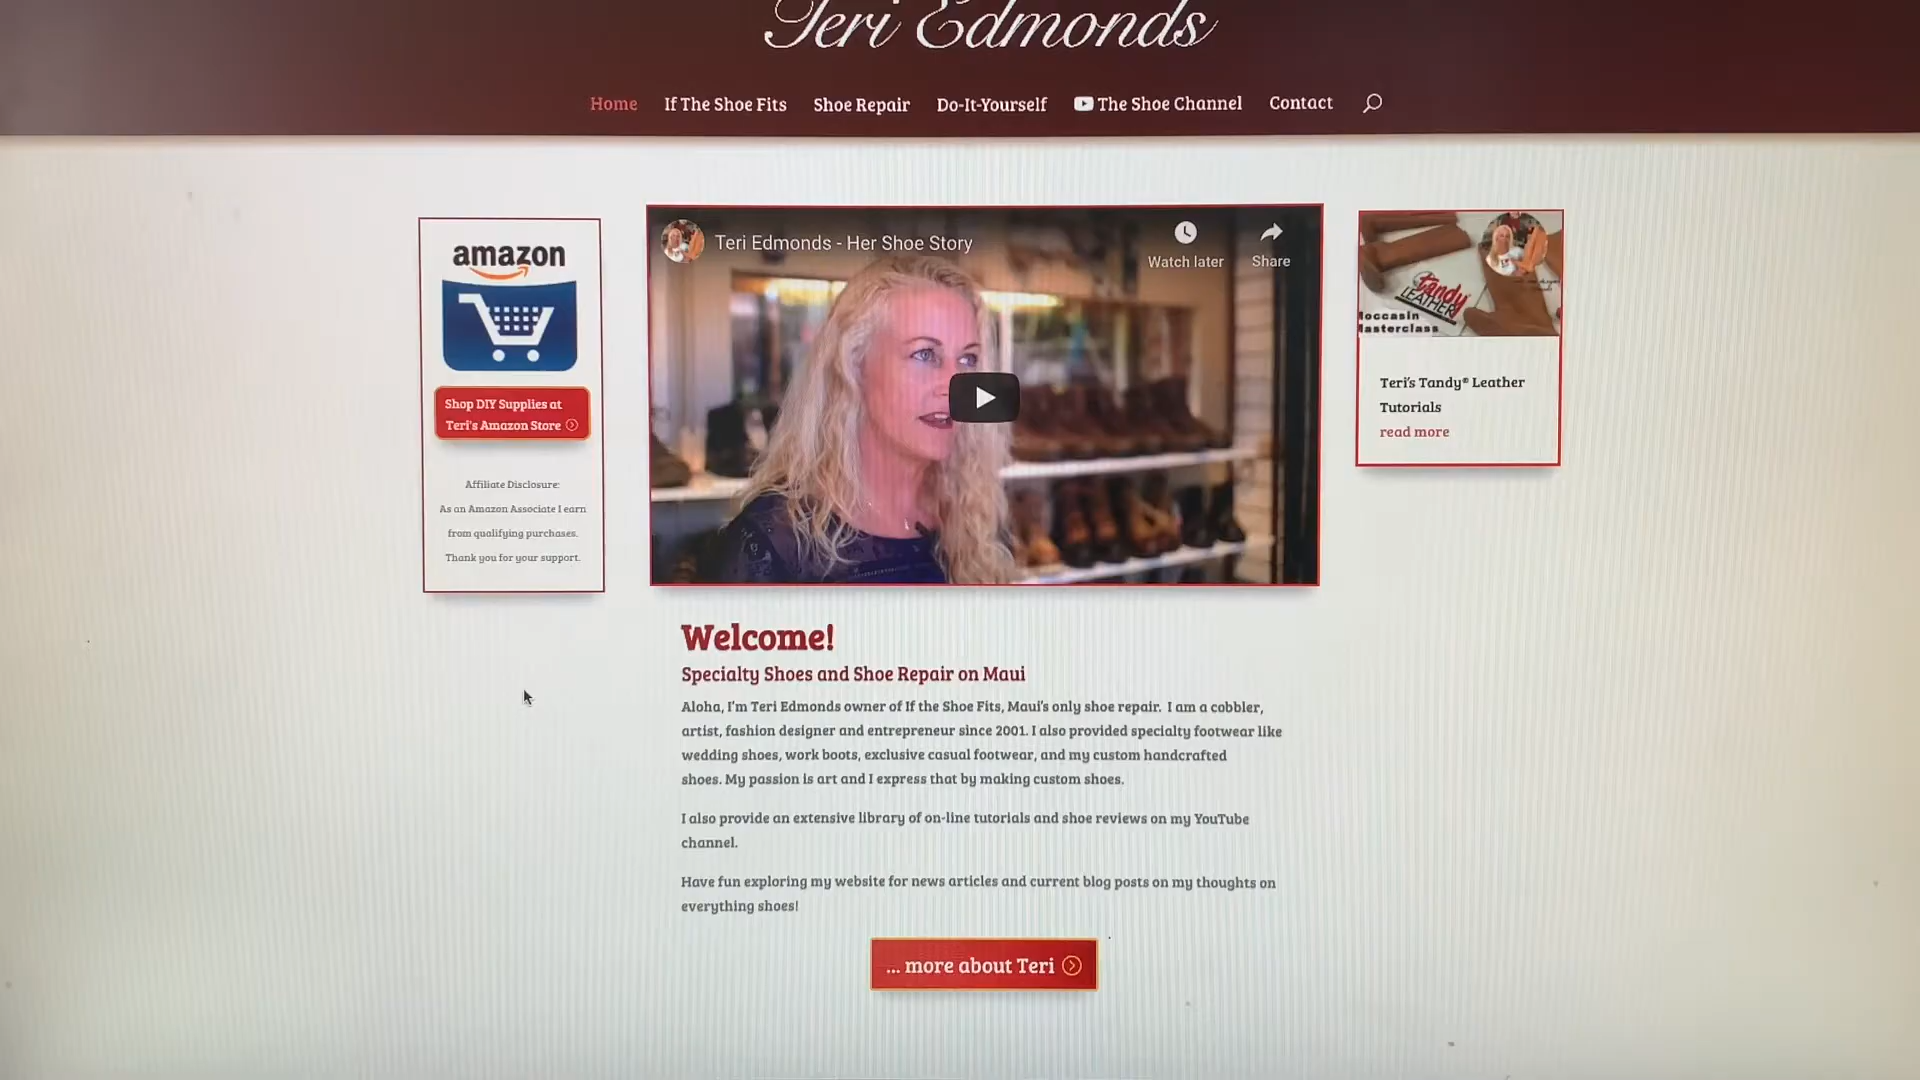 Teri Edmonds
Home If The Shoe Fits Shoe Repair Do-It-Yourself The Shoe Channel Contact
amazon
Shop DIY Supplies at
Teri's Amazon Store
Affiliate Disclosure:
As an Amazon Associate I earn
from qualifying purchases.
Thank you for your support.
Teri Edmonds - Her Shoe Story
Watch later
Share
Tandy
LEATHER
Moccasin
Masterclass
Teri's Tandy® Leather
Tutorials
read more
Welcome!
Specialty Shoes and Shoe Repair on Maui
Aloha, I'm Teri Edmonds owner of If the Shoe Fits, Maui's only shoe repair. I am a cobbler,
artist, fashion designer and entrepreneur since 2001. I also provided specialty footwear like
wedding shoes, work boots, exclusive casual footwear, and my custom handcrafted
shoes. My passion is art and I express that by making custom shoes.
I also provide an extensive library of on-line tutorials and shoe reviews on my YouTube
channel.
Have fun exploring my website for news articles and current blog posts on my thoughts on
everything shoes!
... more about Teri